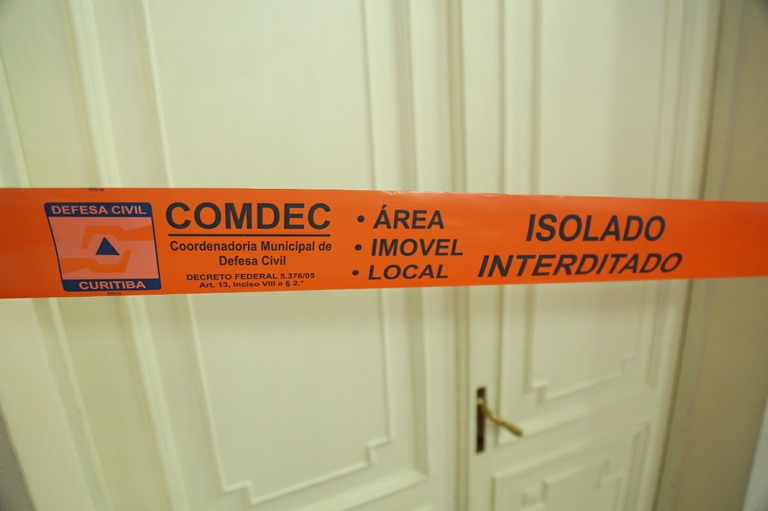 DEFESA CIVIL
CURITIBA
COMDEC
Coordenadoria Municipal de
Defesa Civil
DECRETO FEDERAL 5.376/05
Art. 13, Inciso VIII e § 2.°
• ÁREA
• IMOVEL
• LOCAL
ISOLADO
INTERDITADO